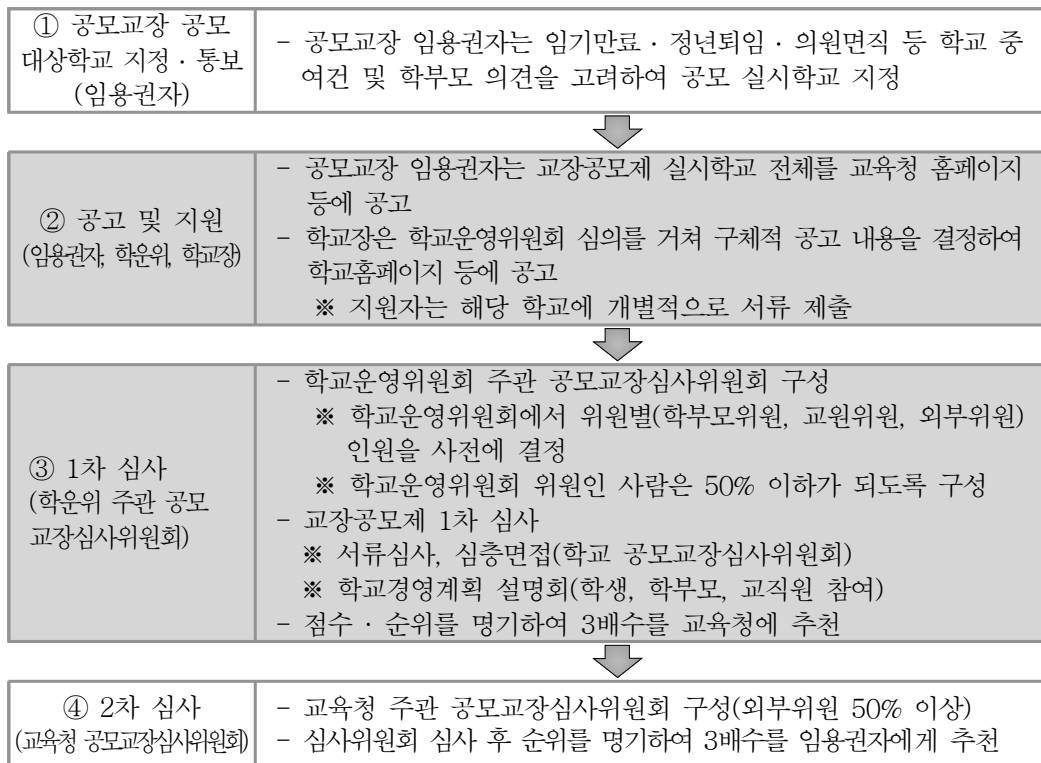 ① 공모교장 공모
대상학교 지정 · 통보
(임용권자)
- 공모교장 임용권자는 임기만료 · 정년퇴임 · 의원면직 등 학교 중
여건 및 학부모 의견을 고려하여 공모 실시학교 지정
② 공고 및 지원
(임용권자, 학운위, 학교장)
- 공모교장 임용권자는 교장공모제 실시학교 전체를 교육청 홈페이지
등에 공고
- 학교장은 학교운영위원회 심의를 거쳐 구체적 공고 내용을 결정하여
학교홈페이지 등에 공고
※ 지원자는 해당 학교에 개별적으로 서류 제출
③ 1차 심사
(학운위 주관 공모
교장심사위원회)
- 학교운영위원회 주관 공모교장심사위원회 구성
※ 학교운영위원회에서 위원별(학부모위원, 교원위원, 외부위원)
인원을 사전에 결정
※ 학교운영위원회 위원인 사람은 50% 이하가 되도록 구성
- 교장공모제 1차 심사
※ 서류심사, 심층면접(학교 공모교장심사위원회)
※ 학교경영계획 설명회(학생, 학부모, 교직원 참여)
- 점수 · 순위를 명기하여 3배수를 교육청에 추천
④ 2차 심사
(교육청 공모교장심사위원회)
- 교육청 주관 공모교장심사위원회 구성(외부위원 50% 이상)
- 심사위원회 심사 후 순위를 명기하여 3배수를 임용권자에게 추천